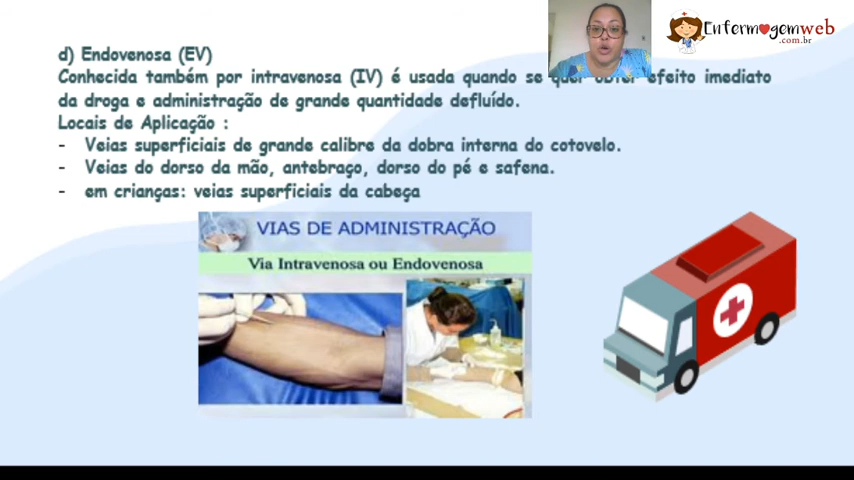 d) Endovenosa (EV)
Conhecida também por intravenosa (IV) é usada quando se quer obter efeito imediato
da droga e administração de grande quantidade defluído.
Locais de Aplicação :
- Veias superficiais de grande calibre da dobra interna do cotovelo.
- Veias do dorso da mão, antebraço, dorso do pé e safena.
- em crianças: veias superficiais da cabeça
VIAS DE ADMINISTRAÇÃO
Via Intravenosa ou Endovenosa
Enfermagemweb
.com.br